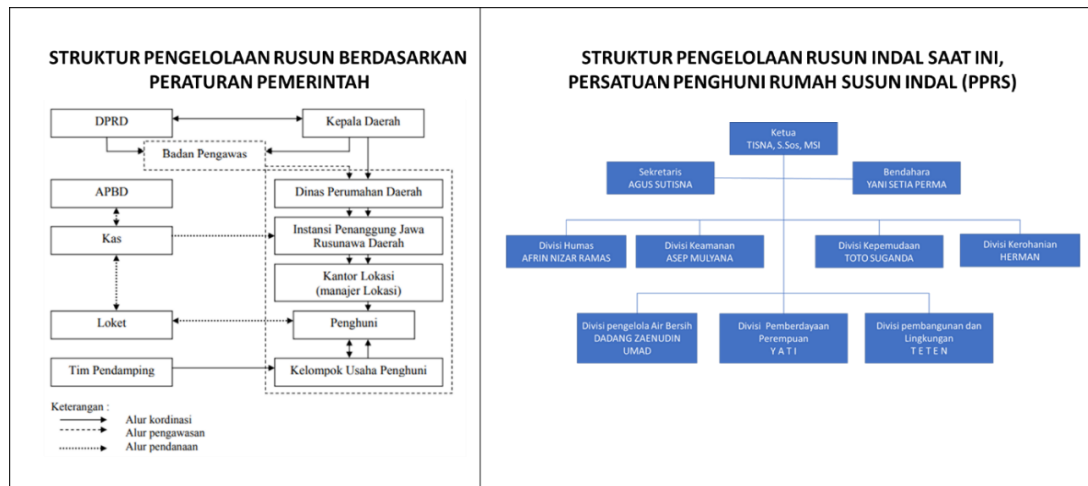 STRUKTUR PENGELOLAAN RUSUN BERDASARKAN
PERATURAN PEMERINTAH
DPRD
Kepala Daerah
Badan Pengawas
APBD
Dinas Perumahan Daerah
Kas
Instansi Penanggung Jawa
Rusunawa Daerah
Kantor Lokasi
(manajer Lokasi)
Loket
Penghuni
Tim Pendamping
Kelompok Usaha Penghuni
Keterangan :
Alur kordinasi
Alur pengawasan
Alur pendanaan
STRUKTUR PENGELOLAAN RUSUN INDAL SAAT INI,
PERSATUAN PENGHUNI RUMAH SUSUN INDAL (PPRS)
Ketua
TISNA, S.Sos, MSI
Sekretaris
AGUS SUTISNA
Bendahara
YANI SETIA PERMA
Divisi Humas
AFRIN NIZAR RAMAS
Divisi Keamanan
ASEP MULYANA
Divisi Kepemudaan
TOTO SUGANDA
Divisi Kerohanian
HERMAN
Divisi pengelola Air Bersih
DADANG ZAENUDIN
UMAD
Divisi Pemberdayaan
Perempuan
Y A T I
Divisi pembangunan dan
Lingkungan
T E T E N